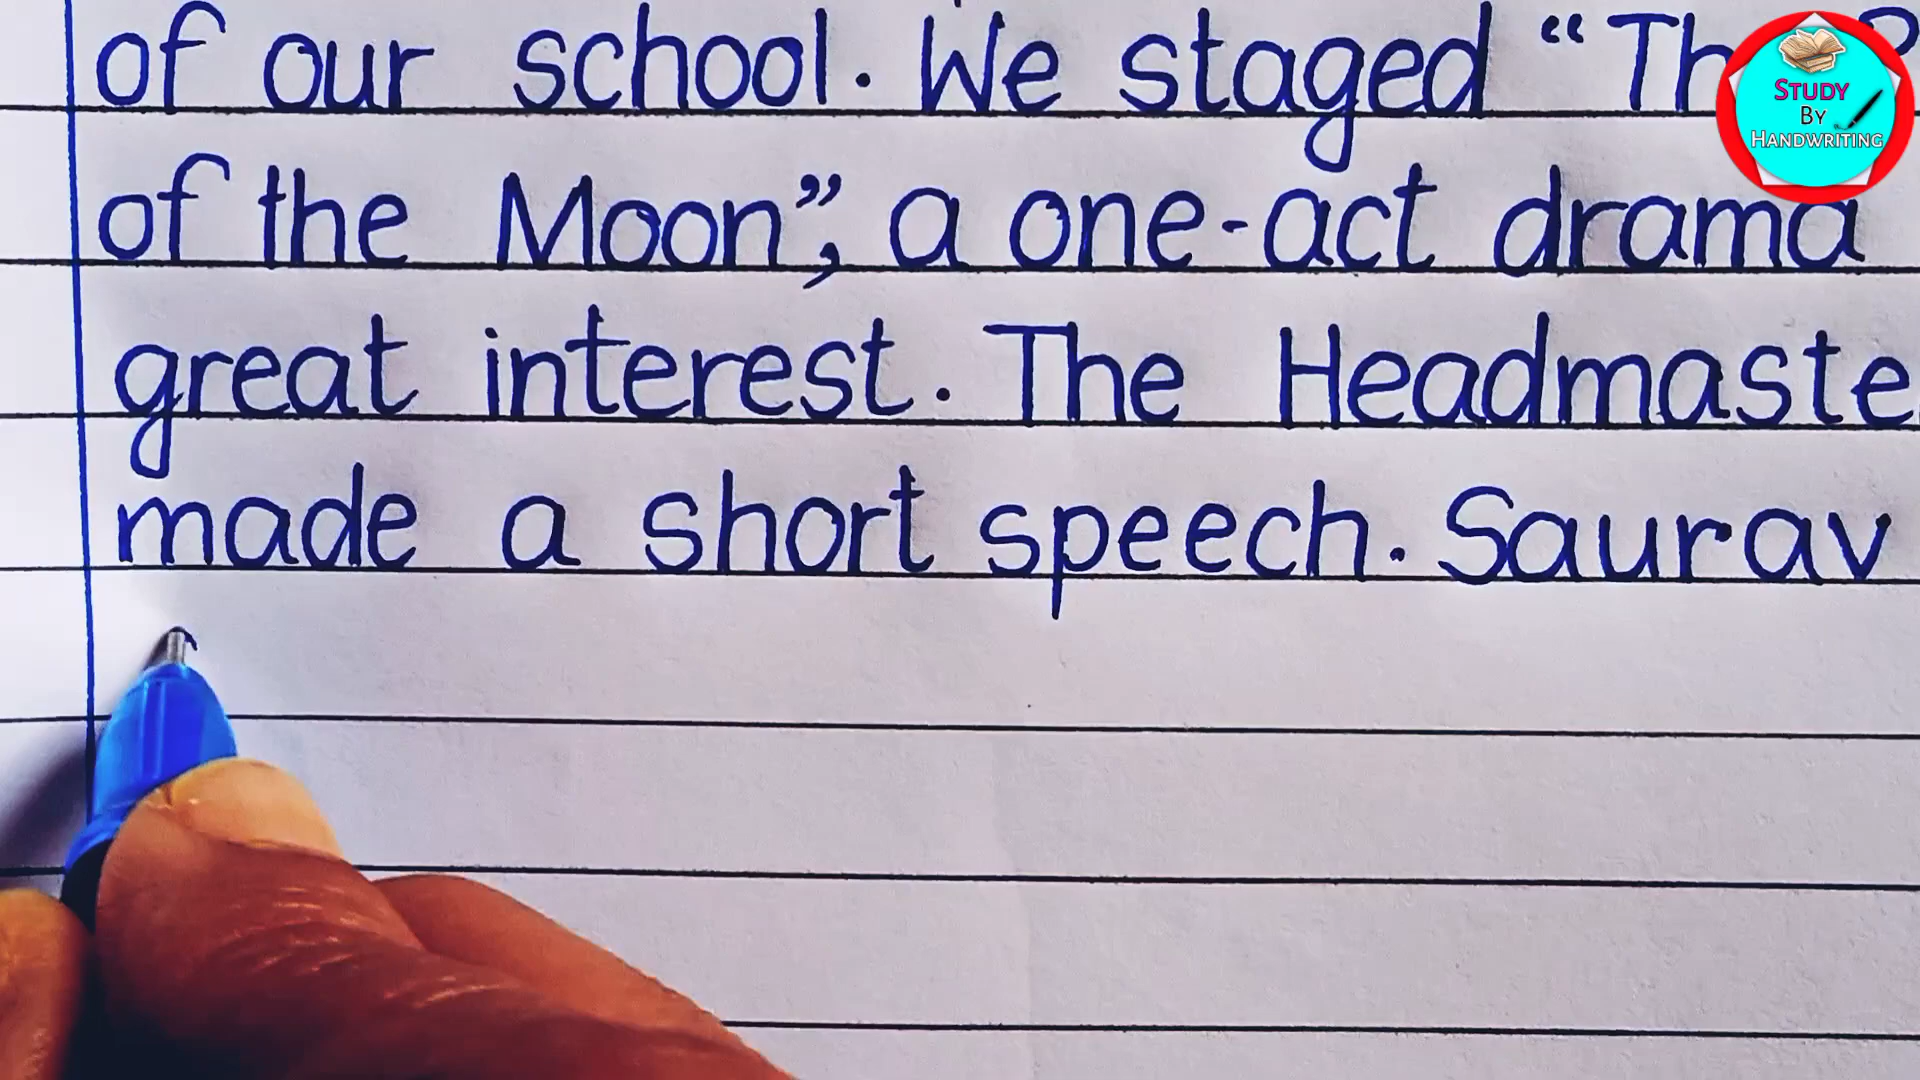 of our school. We staged "Th
of the Moon", a one-act drama
great interest. The Headmaste
made a short speech. Saurav
STUDY
BY
HANDWRITING